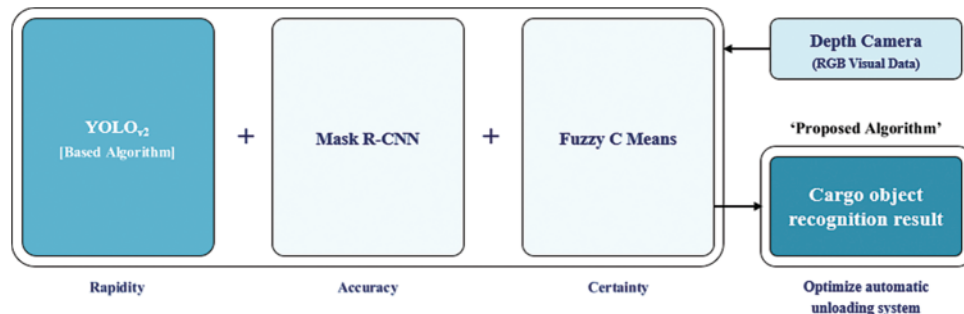 YOLOv2
[Based Algorithm]
+
Mask R-CNN
+
Fuzzy C Means
Depth Camera
(RGB Visual Data)
‘Proposed Algorithm’
Cargo object
recognition result
Rapidity
Accuracy
Certainty
Optimize automatic
unloading system